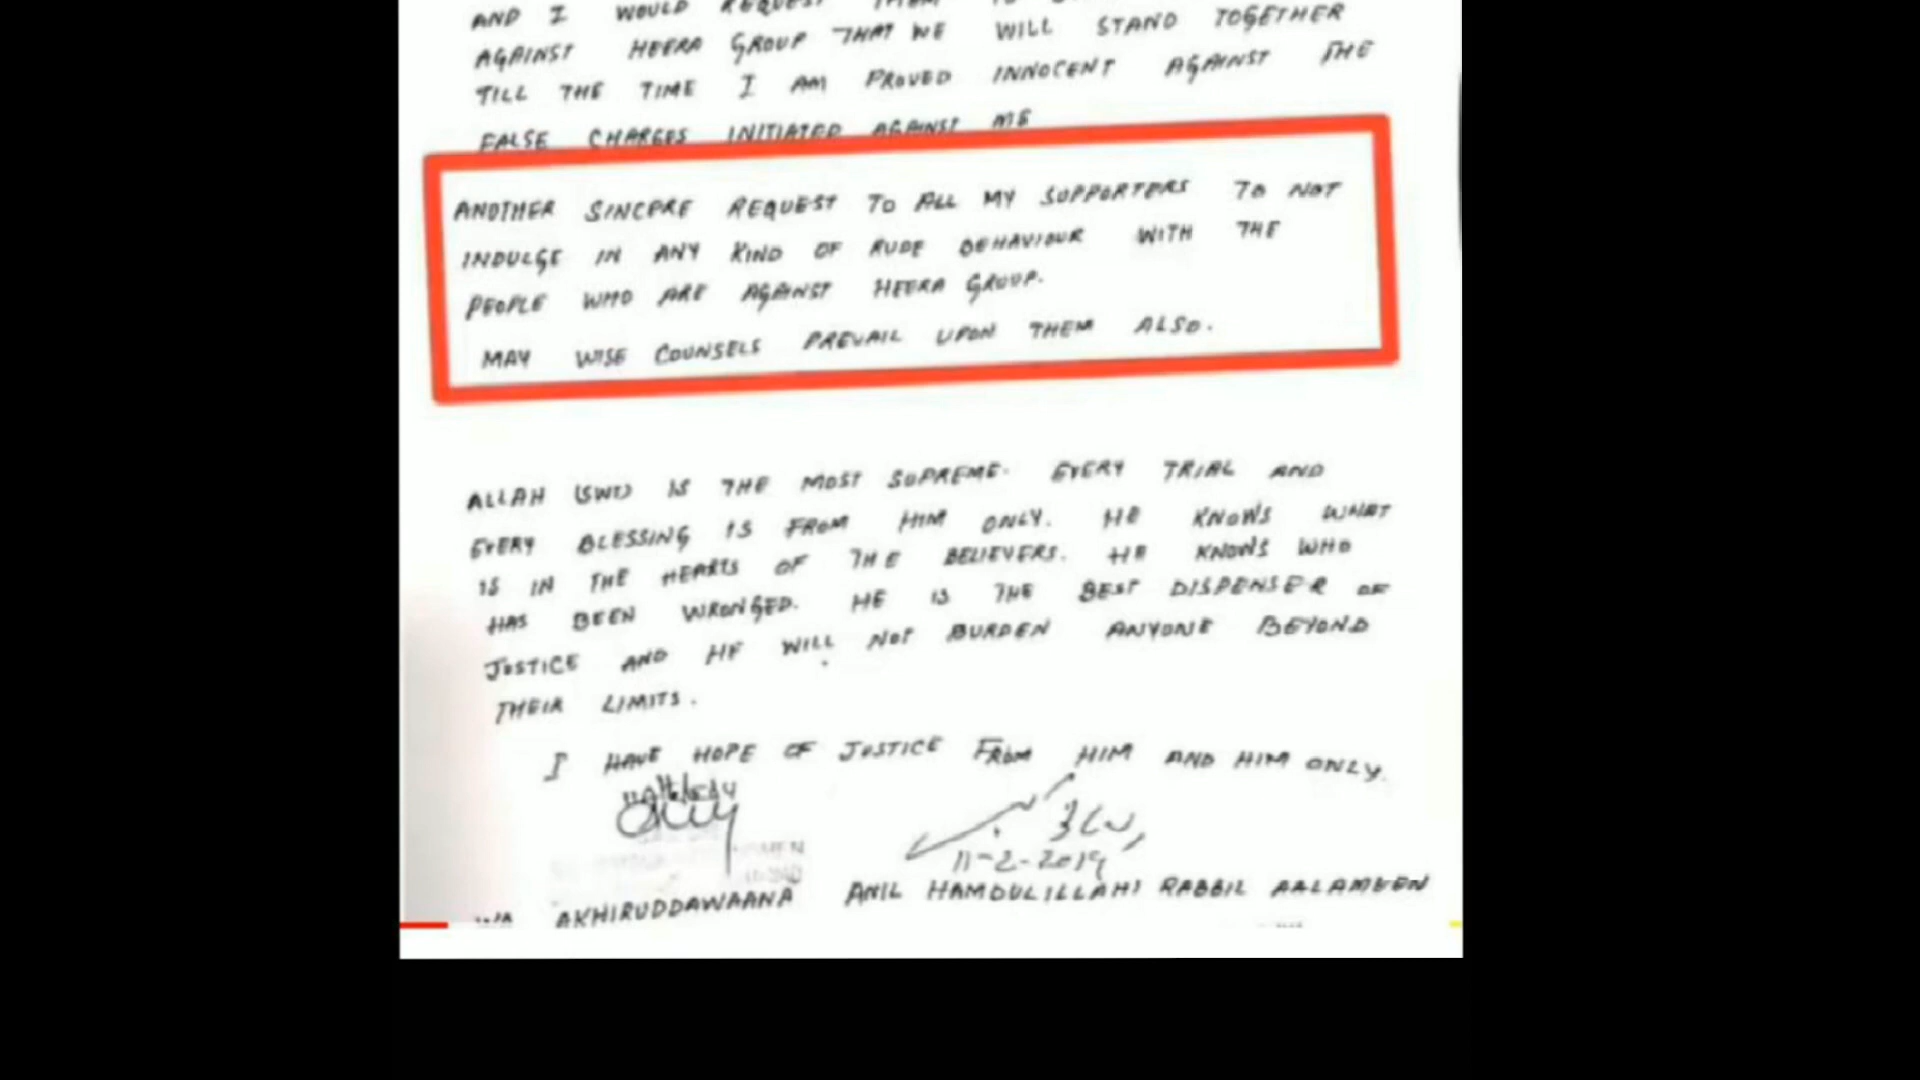 AND I WOULD REQUEST THEM TO
AGAINST HEERA GROUP THAT WE WILL STAND TOGETHER
TILL THE TIME I AM PROVED INNOCENT AGAINST THE
FALSE CHARGES INITIATED AGAINST ME
ANOTHER SINCERE REQUEST TO ALL MY SUPPORTERS TO NOT
INDULGE IN ANY KIND OF RUDE BEHAVIOUR WITH THE
PEOPLE WHO ARE AGAINST HEERA GROUP.
MAY WISE COUNSELS PREVAIL UPON THEM ALSO.
ALLAH (SWT) IS THE MOST SUPREME. EVERY TRIAL AND
EVERY BLESSING IS FROM HIM ONLY. HE KNOWS WHAT
IS IN THE HEARTS OF THE BELIEVERS. HE KNOWS WHO
HAS BEEN WRONGED. HE IS THE BEST DISPENSER OF
JUSTICE AND HE WILL NOT BURDEN ANYONE BEYOND
THEIR LIMITS.
I HAVE HOPE OF JUSTICE FROM HIM AND HIM ONLY.
11-2-2019
WA AKHIRUDDAWAANA ANIL HAMDULILLAHI RABBIL AALAMEEN